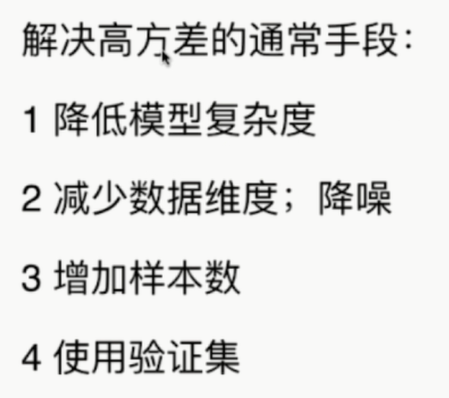 解决高方差的通常手段：
1 降低模型复杂度
2 减少数据维度；降噪
3 增加样本数
4 使用验证集